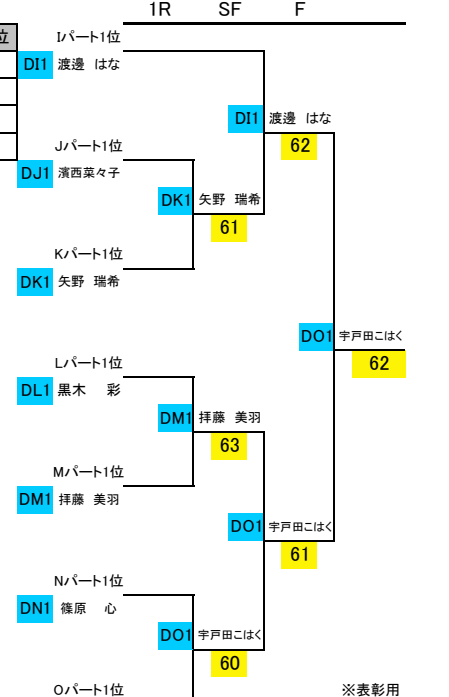 1R SF F
位
Iパート1位
DI1 渡邊 はな
DI1 渡邊 はな
62
Jパート1位
DJ1 濱西菜々子
DK1 矢野 瑞希
61
Kパート1位
DK1 矢野 瑞希
DO1 宇戸田こはく
62
Lパート1位
DL1 黒木 彩
DM1 拝藤 美羽
63
Mパート1位
DM1 拝藤 美羽
DO1 宇戸田こはく
61
Nパート1位
DN1 篠原 心
DO1 宇戸田こはく
60
Oパート1位
※表彰用